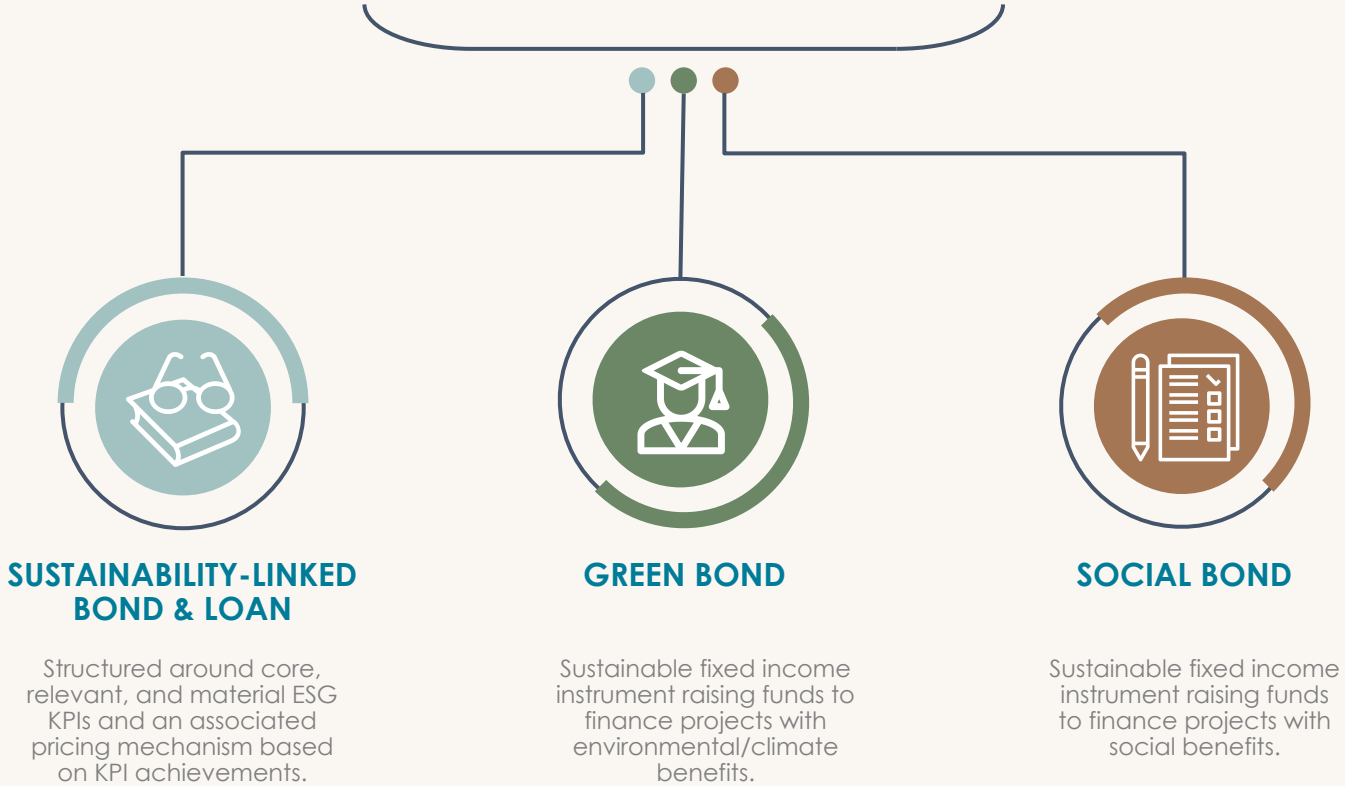 SUSTAINABILITY-LINKED
BOND & LOAN
Structured around core,
relevant, and material ESG
KPIs and an associated
pricing mechanism based
on KPI achievements.
GREEN BOND
Sustainable fixed income
instrument raising funds to
finance projects with
environmental/climate
benefits.
SOCIAL BOND
Sustainable fixed income
instrument raising funds
to finance projects with
social benefits.